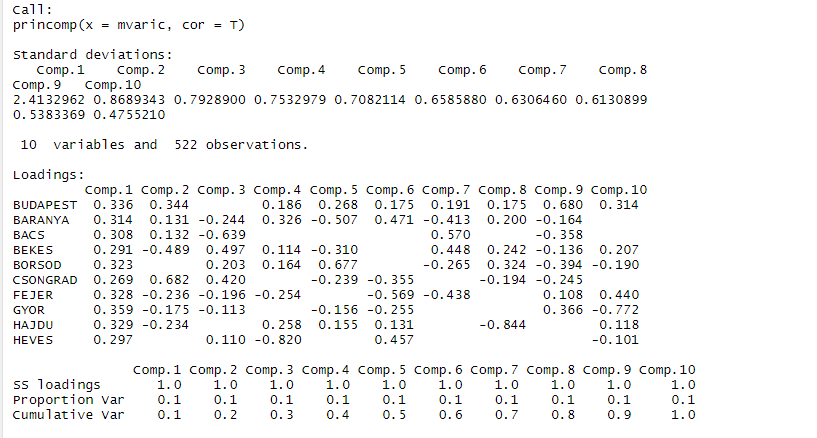 Call:
princomp(x = mvaric, cor = T)
Standard deviations:
Comp.1 Comp.2 Comp.3 Comp.4 Comp.5 Comp.6 Comp.7 Comp.8
Comp.9 Comp.10
2.4132962 0.8689343 0.7928900 0.7532979 0.7082114 0.6585880 0.6306460 0.6130899
0.5383369 0.4755210
10 variables and 522 observations.
Loadings:
Comp.1 Comp.2 Comp.3 Comp.4 Comp.5 Comp.6 Comp.7 Comp.8 Comp.9 Comp.10
BUDAPEST 0.336 0.344 0.186 0.268 0.175 0.191 0.175 0.680 0.314
BARANYA 0.314 0.131 -0.244 0.326 -0.507 0.471 -0.413 0.200 -0.164
BACS 0.308 0.132 -0.639 0.570 -0.358
BEKES 0.291 -0.489 0.497 0.114 -0.310 0.448 0.242 -0.136 0.207
BORSOD 0.323 0.203 0.164 0.677 -0.265 0.324 -0.394 -0.190
CSONGRAD 0.269 0.682 0.420 -0.239 -0.355 -0.194 -0.245
FEJER 0.328 -0.236 -0.196 -0.254 -0.569 -0.438 0.108 0.440
GYOR 0.359 -0.175 -0.113 -0.156 -0.255 0.366 -0.772
HAJDU 0.329 -0.234 0.258 0.155 0.131 -0.844 0.118
HEVES 0.297 0.110 -0.820 0.457 -0.101
Comp.1 Comp.2 Comp.3 Comp.4 Comp.5 Comp.6 Comp.7 Comp.8 Comp.9 Comp.10
SS loadings 1.0 1.0 1.0 1.0 1.0 1.0 1.0 1.0 1.0 1.0
Proportion Var 0.1 0.1 0.1 0.1 0.1 0.1 0.1 0.1 0.1 0.1
Cumulative Var 0.1 0.2 0.3 0.4 0.5 0.6 0.7 0.8 0.9 1.0